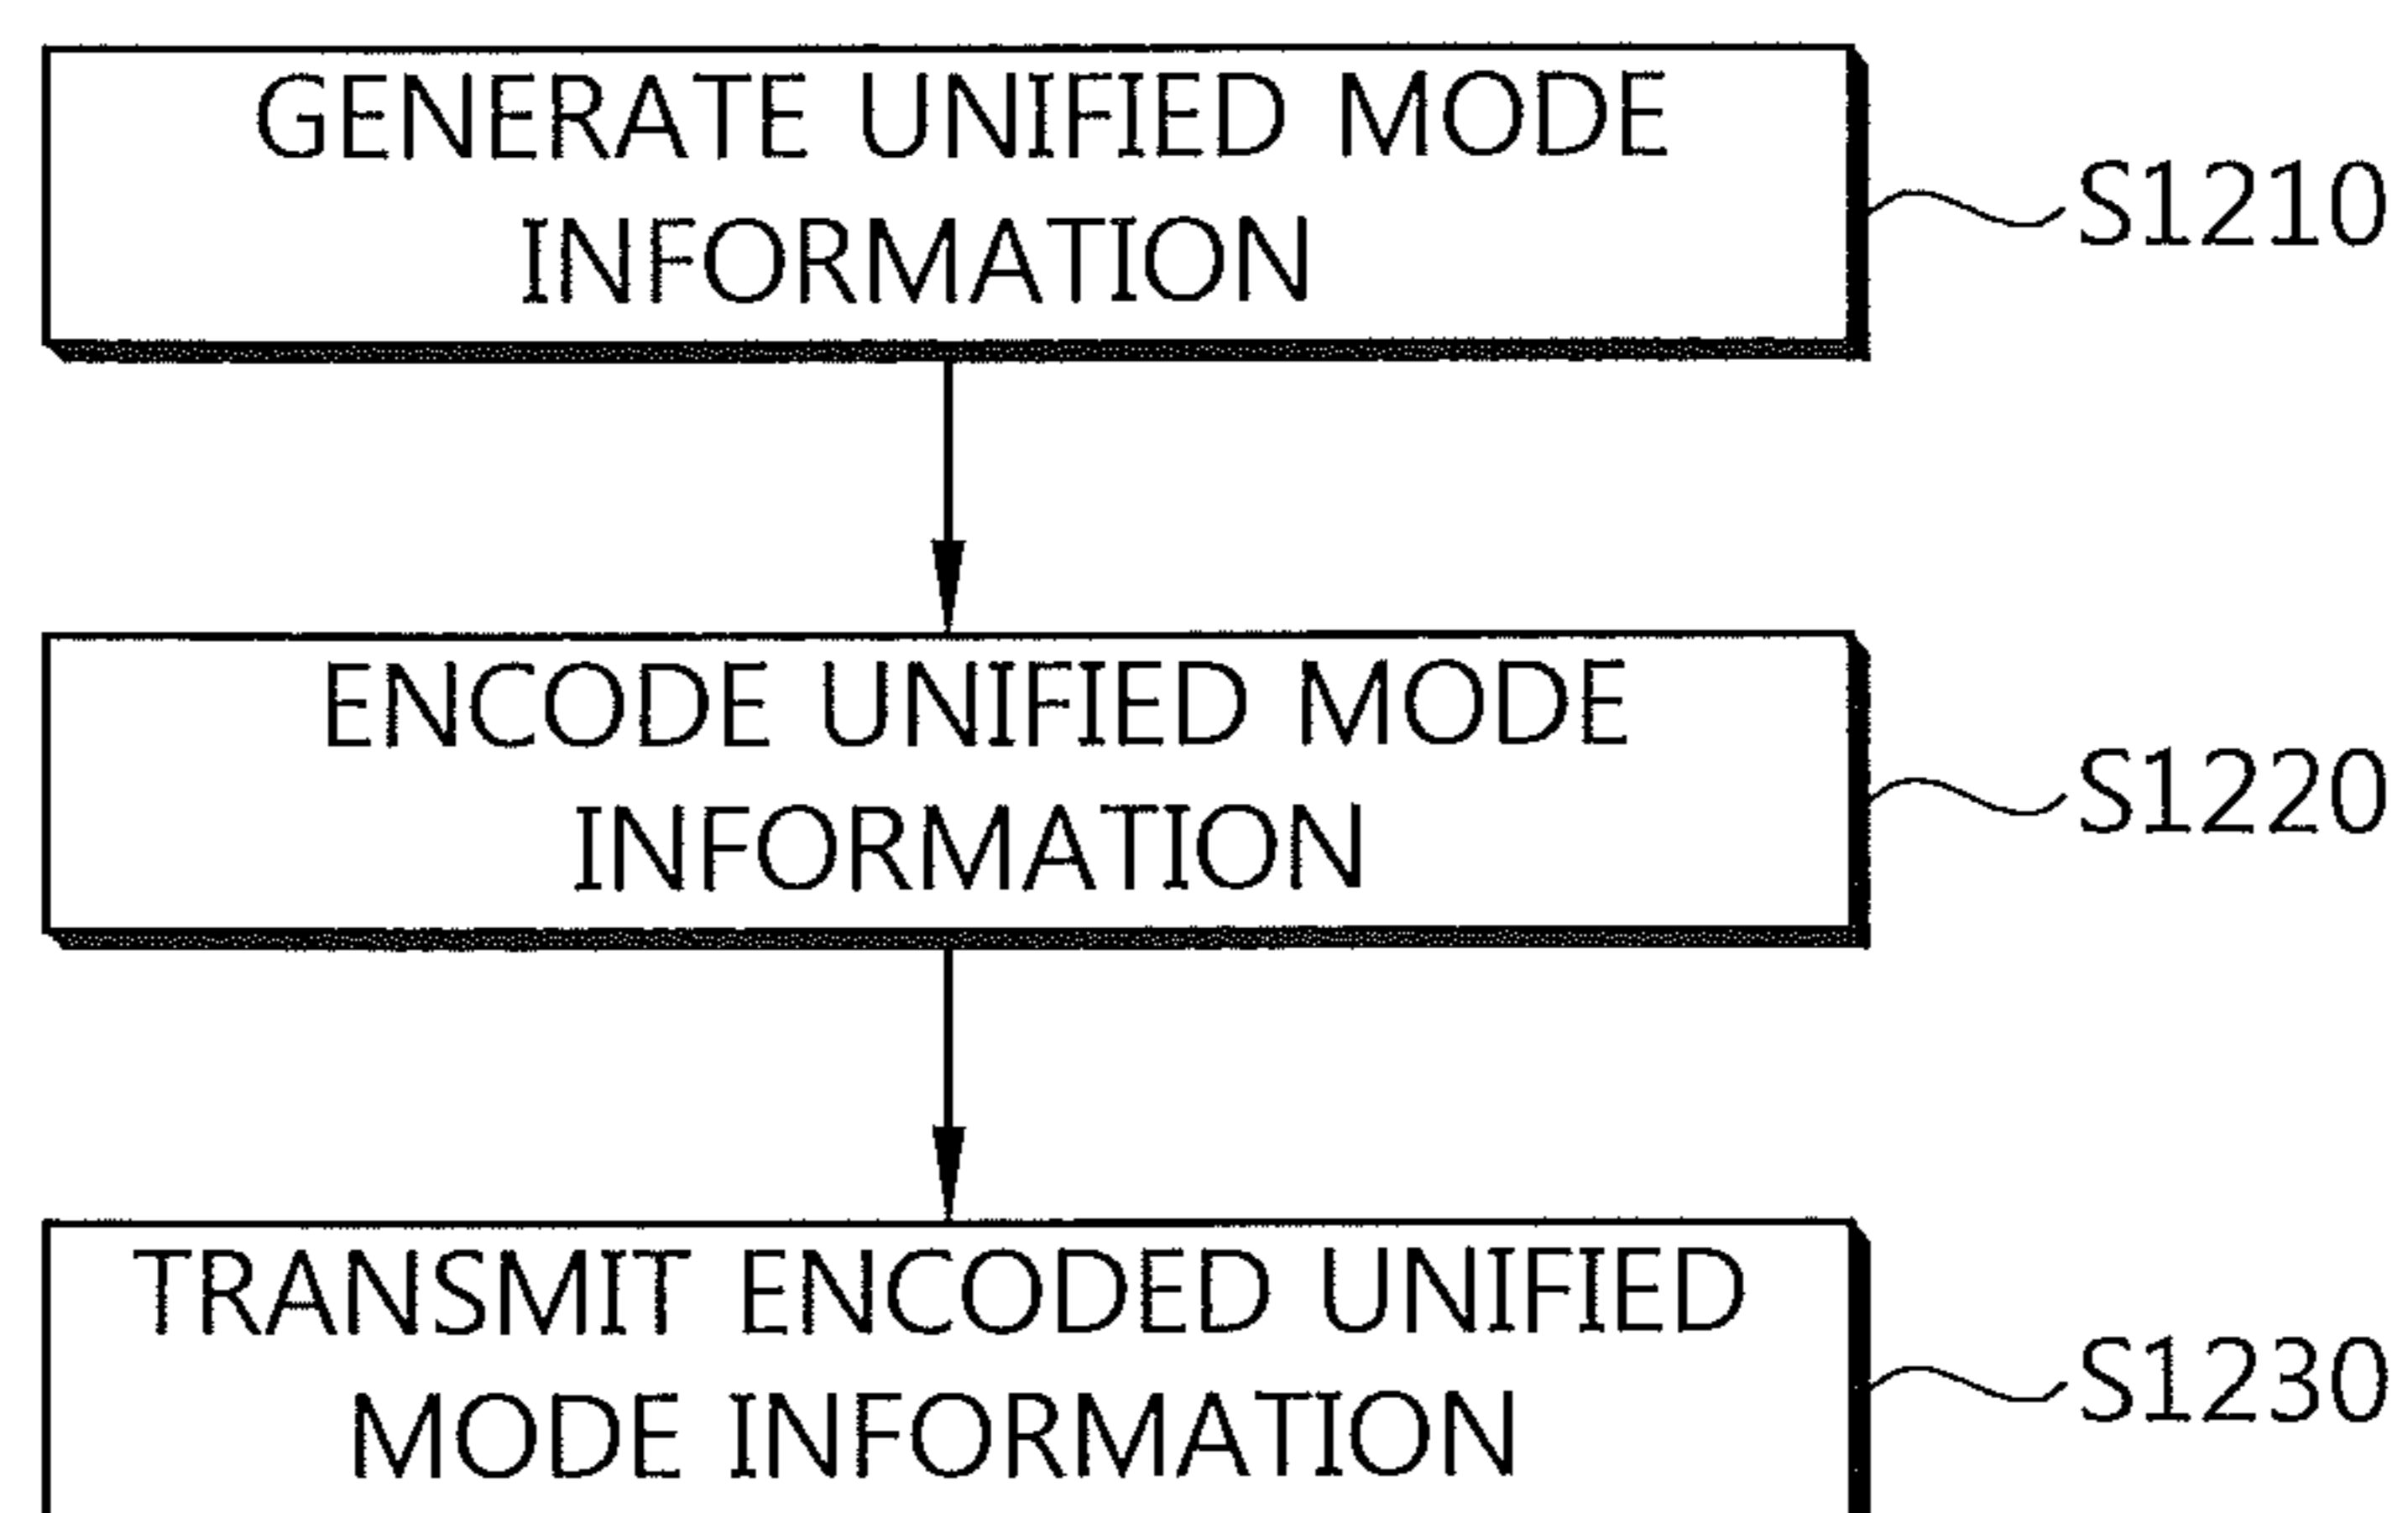 GENERATE UNIFIED MODE
INFORMATION
S1210
ENCODE UNIFIED MODE
INFORMATION
S1220
TRANSMIT ENCODED UNIFIED
MODE INFORMATION
S1230